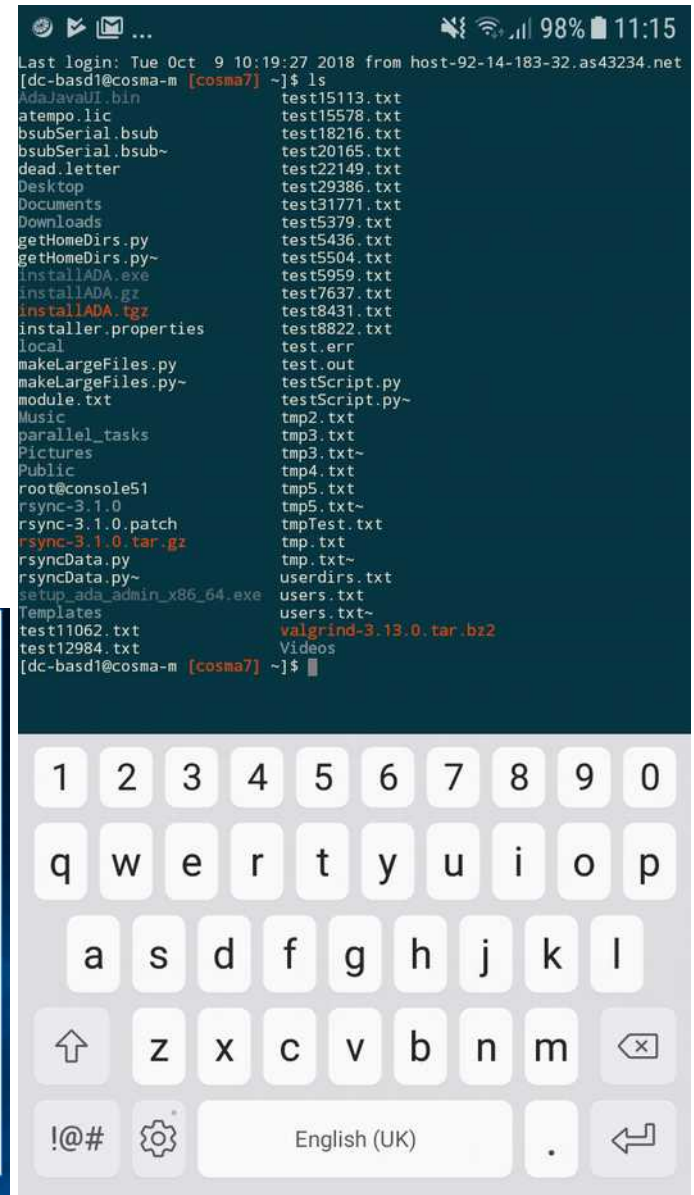 ... 98% 11:15
Last login: Tue Oct  9 10:19:27 2018 from host-92-14-183-32.as43234.net
[dc-basd1@cosma-m [cosma7] ~]$ ls
AdaJavaUI.bin test15113.txt
atempo.lic test15578.txt
bsubSerial.bsub test18216.txt
bsubSerial.bsub~ test20165.txt
dead.letter test22149.txt
Desktop test29386.txt
Documents test31771.txt
Downloads test5379.txt
getHomeDirs.py test5436.txt
getHomeDirs.py~ test5504.txt
installADA.exe test5959.txt
installADA.gz test7637.txt
installADA.tgz test8431.txt
installer.properties test8822.txt
local test.err
makeLargeFiles.py test.out
makeLargeFiles.py~ testScript.py
module.txt testScript.py~
Music tmp2.txt
parallel_tasks tmp3.txt
Pictures tmp3.txt~
Public tmp4.txt
root@console51 tmp5.txt
rsync-3.1.0 tmp5.txt~
rsync-3.1.0.patch tmpTest.txt
rsync-3.1.0.tar.gz tmp.txt
rsyncData.py tmp.txt~
rsyncData.py~ userdirs.txt
setup_ada_admin_x86_64.exe users.txt
Templates users.txt~
test11062.txt valgrind-3.13.0.tar.bz2
test12984.txt Videos
[dc-basd1@cosma-m [cosma7] ~]$
1 2 3 4 5 6 7 8 9 0
q w e r t y u i o p
a s d f g h j k l
z x c v b n m
!@# English (UK) .